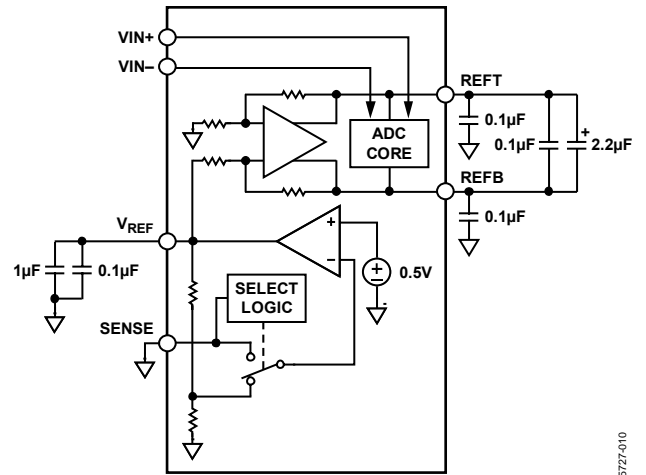 VIN+
VIN–
REFT
0.1µF
ADC
CORE
0.1µF
+
2.2µF
REFB
0.1µF
VREF
+
–
0.5V
1µF
0.1µF
SELECT
LOGIC
SENSE
5727-010